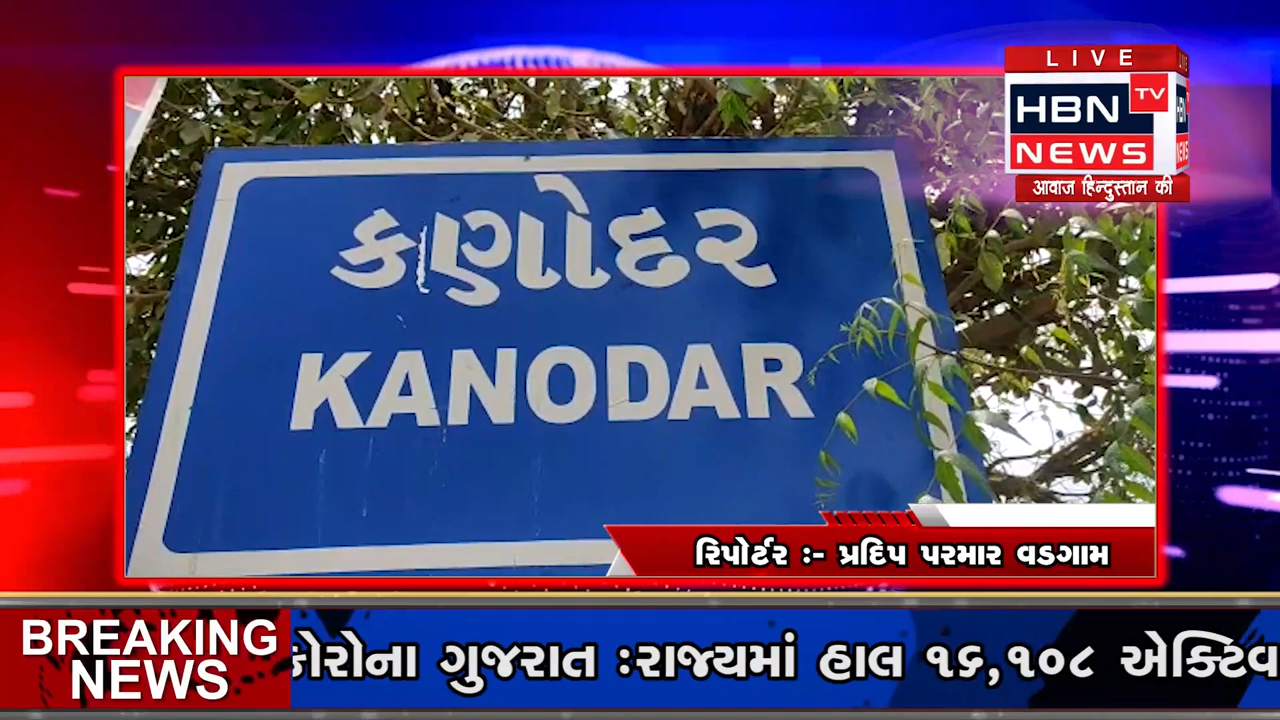 LIVE
HBN TV
NEWS
आवाज हिन्दुस्तान की
કણોદર
KANODAR
રિપોર્ટર :- પ્રદિપ પરમાર વડગામ
BREAKING
NEWS
કોરોના ગુજરાત :રાજ્યમાં હાલ ૧૬,૧૦૮ એક્ટિવ